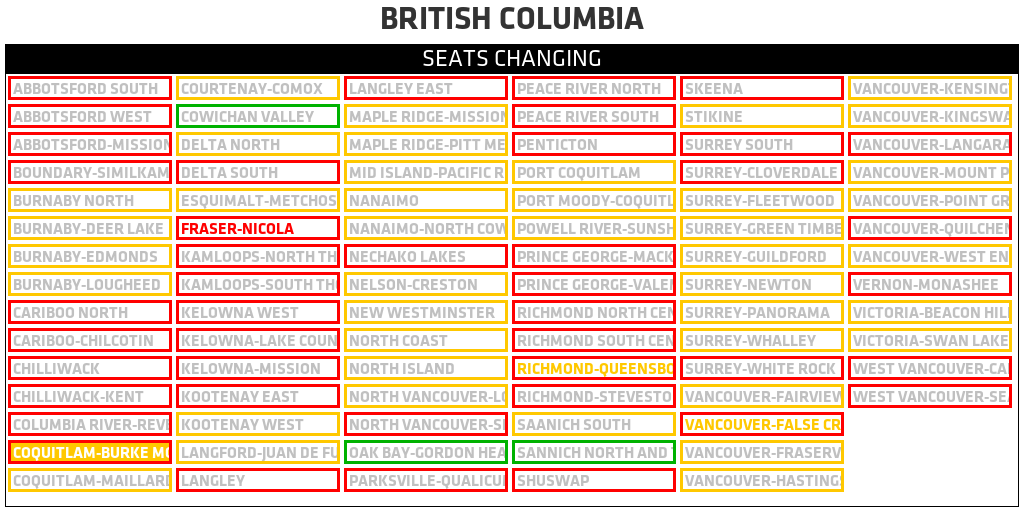 BRITISH COLUMBIA
SEATS CHANGING
ABBOTSFORD SOUTH
ABBOTSFORD WEST
ABBOTSFORD-MISSION
BOUNDARY-SIMILKAM
BURNABY NORTH
BURNABY-DEER LAKE
BURNABY-EDMONDS
BURNABY-LOUGHEED
CARIBOO NORTH
CARIBOO-CHILCOTIN
CHILLIWACK
CHILLIWACK-KENT
COLUMBIA RIVER-REVE
COQUITLAM-BURKE MO
COQUITLAM-MAILLARD
COURTENAY-COMOX
COWICHAN VALLEY
DELTA NORTH
DELTA SOUTH
ESQUIMALT-METCHOS
FRASER-NICOLA
KAMLOOPS-NORTH TH
KAMLOOPS-SOUTH THO
KELOWNA WEST
KELOWNA-LAKE COUN
KELOWNA-MISSION
KOOTENAY EAST
KOOTENAY WEST
LANGFORD-JUAN DE FU
LANGLEY
LANGLEY EAST
MAPLE RIDGE-MISSION
MAPLE RIDGE-PITT ME
MID ISLAND-PACIFIC R
NANAIMO
NANAIMO-NORTH COW
NECHAKO LAKES
NELSON-CRESTON
NEW WESTMINSTER
NORTH COAST
NORTH ISLAND
NORTH VANCOUVER-LO
NORTH VANCOUVER-SE
OAK BAY-GORDON HEA
PARKSVILLE-QUALICUM
PEACE RIVER NORTH
PEACE RIVER SOUTH
PENTICTON
PORT COQUITLAM
PORT MOODY-COQUITL
POWELL RIVER-SUNSH
PRINCE GEORGE-MACK
PRINCE GEORGE-VALEM
RICHMOND NORTH CEN
RICHMOND SOUTH CEN
RICHMOND-QUEENSBO
RICHMOND-STEVESTO
SAANICH SOUTH
SANNICH NORTH AND T
SHUSWAP
SKEENA
STIKINE
SURREY SOUTH
SURREY-CLOVERDALE
SURREY-FLEETWOOD
SURREY-GREEN TIMBE
SURREY-GUILDFORD
SURREY-NEWTON
SURREY-PANORAMA
SURREY-WHALLEY
SURREY-WHITE ROCK
VANCOUVER-FAIRVIEW
VANCOUVER-FALSE CR
VANCOUVER-FRASERV
VANCOUVER-HASTINGS
VANCOUVER-KENSING
VANCOUVER-KINGSWA
VANCOUVER-LANGARA
VANCOUVER-MOUNT P
VANCOUVER-POINT GR
VANCOUVER-QUILCHEN
VANCOUVER-WEST EN
VERNON-MONASHEE
VICTORIA-BEACON HIL
VICTORIA-SWAN LAKE
WEST VANCOUVER-CA
WEST VANCOUVER-SEA